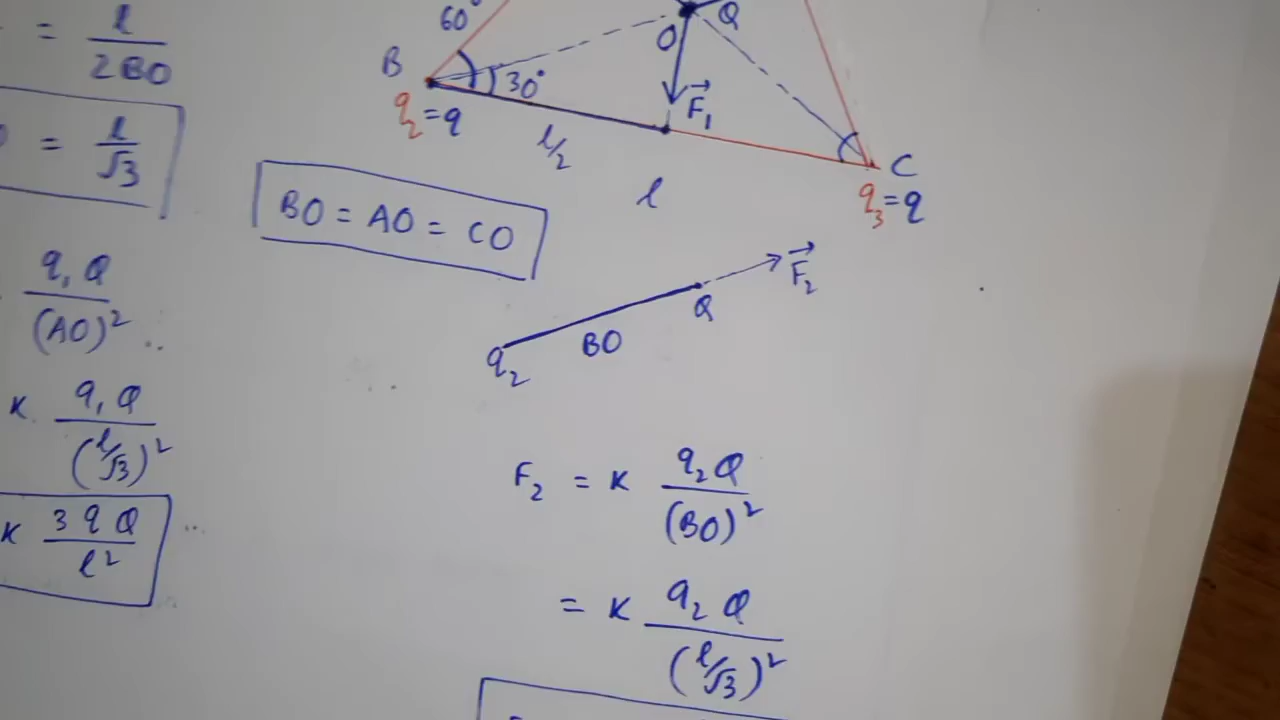 = l/2BO
= l/√3
q₁Q/(AO)²
K q₁Q/(l/√3)²
K 3qQ/l²
60°
B
30°
q₂=q
l/2
l
O
Q
F⃗₁
C
q₃=q
BO = AO = CO
q₂
BO
Q
F⃗₂
F₂ = K q₂Q/(BO)²
= K q₂Q/(l/√3)²